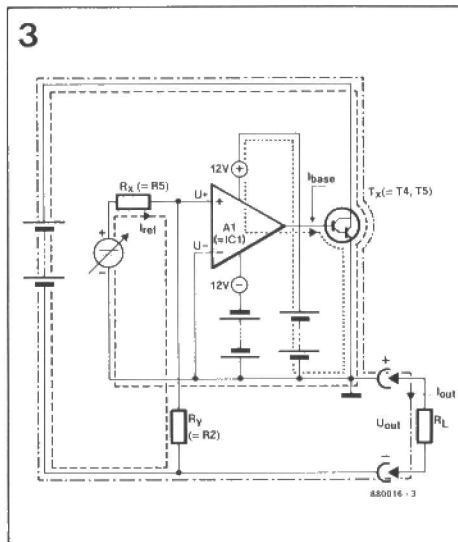 3
12V +
Rx (= R5)
U+
Ibase
Tx (= T4, T5)
+
Iref
A1
(= IC1)
U−
−
12V −
+
Iout
Ry
(= R2)
Uout
RL
−
880016 - 3